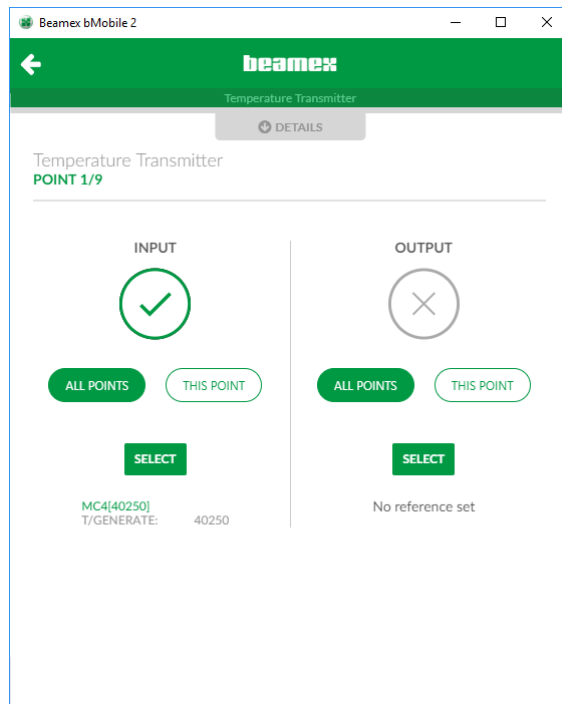 Beamex bMobile 2
beamex
Temperature Transmitter
DETAILS
Temperature Transmitter
POINT 1/9
INPUT
ALL POINTS THIS POINT
SELECT
MC4[40250]
T/GENERATE: 40250
OUTPUT
ALL POINTS THIS POINT
SELECT
No reference set